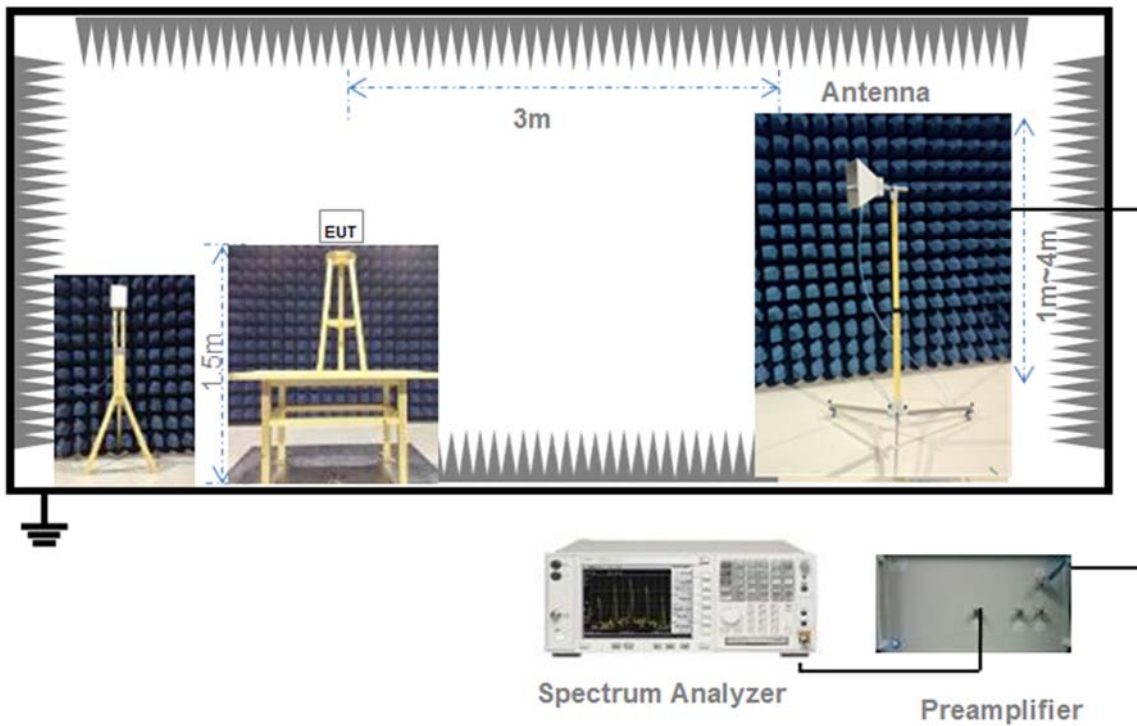 Antenna
3m
EUT
1.5m
1m~4m
Spectrum Analyzer
Preamplifier